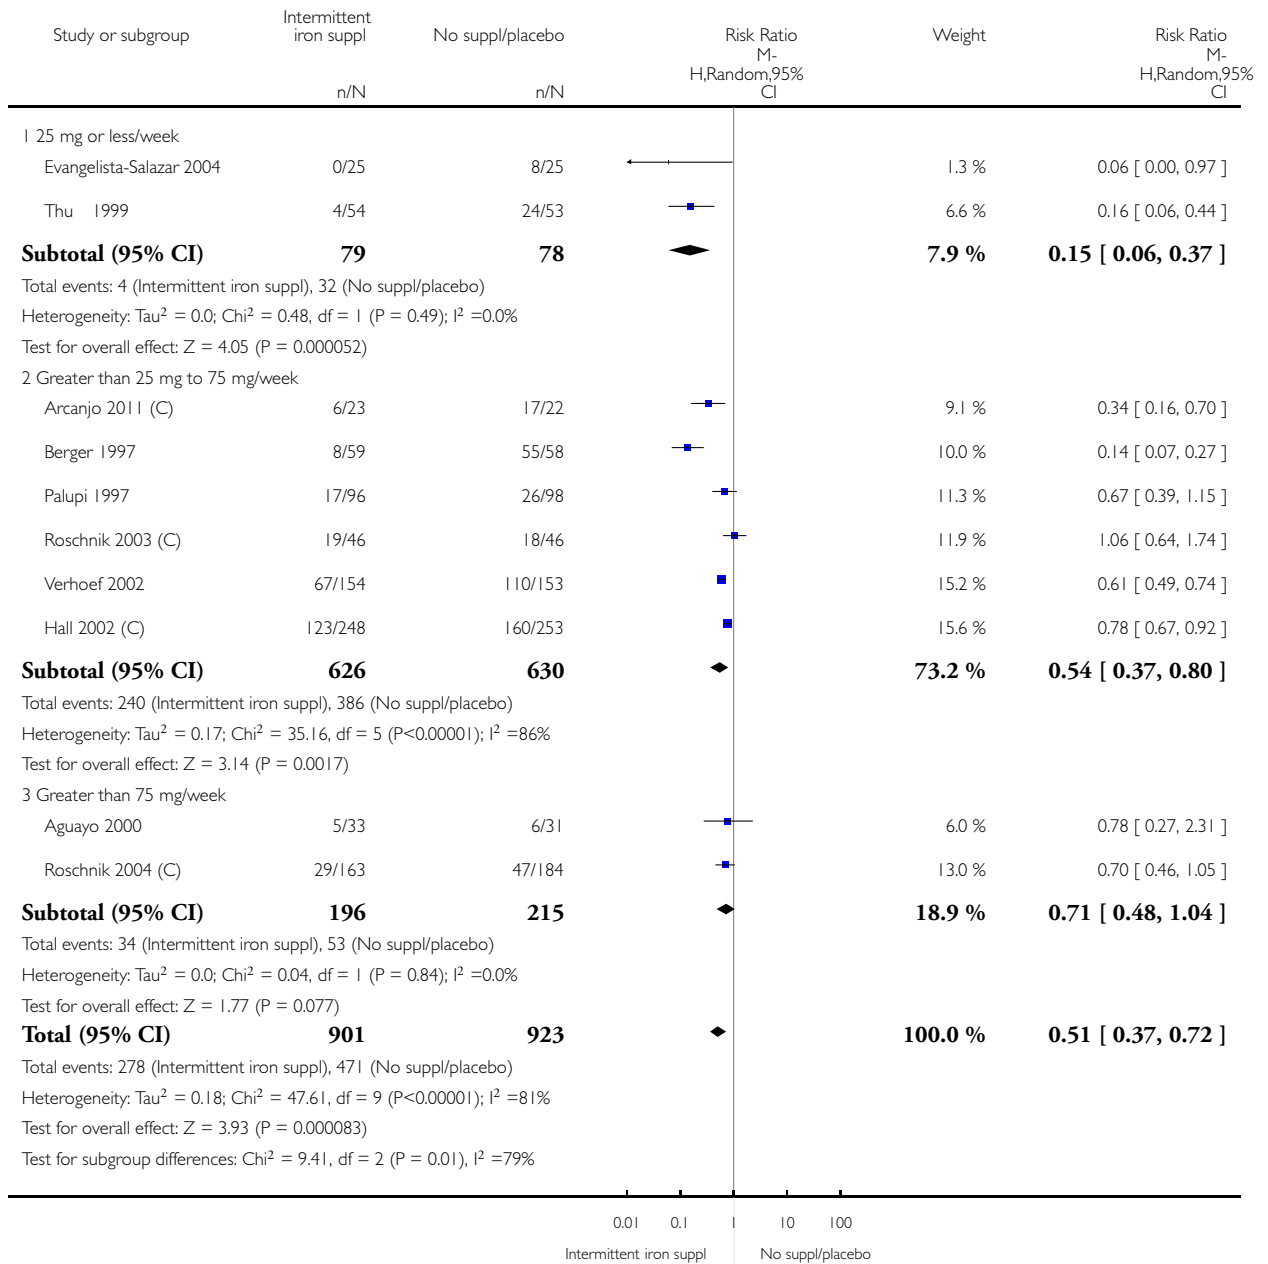 Intermittent
Study or subgroup iron suppl No suppl/placebo Risk Ratio Weight Risk Ratio
M- M-
H,Random,95% H,Random,95%
n/N n/N CI CI
1 25 mg or less/week
Evangelista-Salazar 2004 0/25 8/25 1.3 % 0.06 [ 0.00, 0.97 ]
Thu 1999 4/54 24/53 6.6 % 0.16 [ 0.06, 0.44 ]
Subtotal (95% CI) 79 78 7.9 % 0.15 [ 0.06, 0.37 ]
Total events: 4 (Intermittent iron suppl), 32 (No suppl/placebo)
Heterogeneity: Tau² = 0.0; Chi² = 0.48, df = 1 (P = 0.49); I² =0.0%
Test for overall effect: Z = 4.05 (P = 0.000052)
2 Greater than 25 mg to 75 mg/week
Arcanjo 2011 (C) 6/23 17/22 9.1 % 0.34 [ 0.16, 0.70 ]
Berger 1997 8/59 55/58 10.0 % 0.14 [ 0.07, 0.27 ]
Palupi 1997 17/96 26/98 11.3 % 0.67 [ 0.39, 1.15 ]
Roschnik 2003 (C) 19/46 18/46 11.9 % 1.06 [ 0.64, 1.74 ]
Verhoef 2002 67/154 110/153 15.2 % 0.61 [ 0.49, 0.74 ]
Hall 2002 (C) 123/248 160/253 15.6 % 0.78 [ 0.67, 0.92 ]
Subtotal (95% CI) 626 630 73.2 % 0.54 [ 0.37, 0.80 ]
Total events: 240 (Intermittent iron suppl), 386 (No suppl/placebo)
Heterogeneity: Tau² = 0.17; Chi² = 35.16, df = 5 (P<0.00001); I² =86%
Test for overall effect: Z = 3.14 (P = 0.0017)
3 Greater than 75 mg/week
Aguayo 2000 5/33 6/31 6.0 % 0.78 [ 0.27, 2.31 ]
Roschnik 2004 (C) 29/163 47/184 13.0 % 0.70 [ 0.46, 1.05 ]
Subtotal (95% CI) 196 215 18.9 % 0.71 [ 0.48, 1.04 ]
Total events: 34 (Intermittent iron suppl), 53 (No suppl/placebo)
Heterogeneity: Tau² = 0.0; Chi² = 0.04, df = 1 (P = 0.84); I² =0.0%
Test for overall effect: Z = 1.77 (P = 0.077)
Total (95% CI) 901 923 100.0 % 0.51 [ 0.37, 0.72 ]
Total events: 278 (Intermittent iron suppl), 471 (No suppl/placebo)
Heterogeneity: Tau² = 0.18; Chi² = 47.61, df = 9 (P<0.00001); I² =81%
Test for overall effect: Z = 3.93 (P = 0.000083)
Test for subgroup differences: Chi² = 9.41, df = 2 (P = 0.01), I² =79%
0.01 0.1 1 10 100
Intermittent iron suppl No suppl/placebo